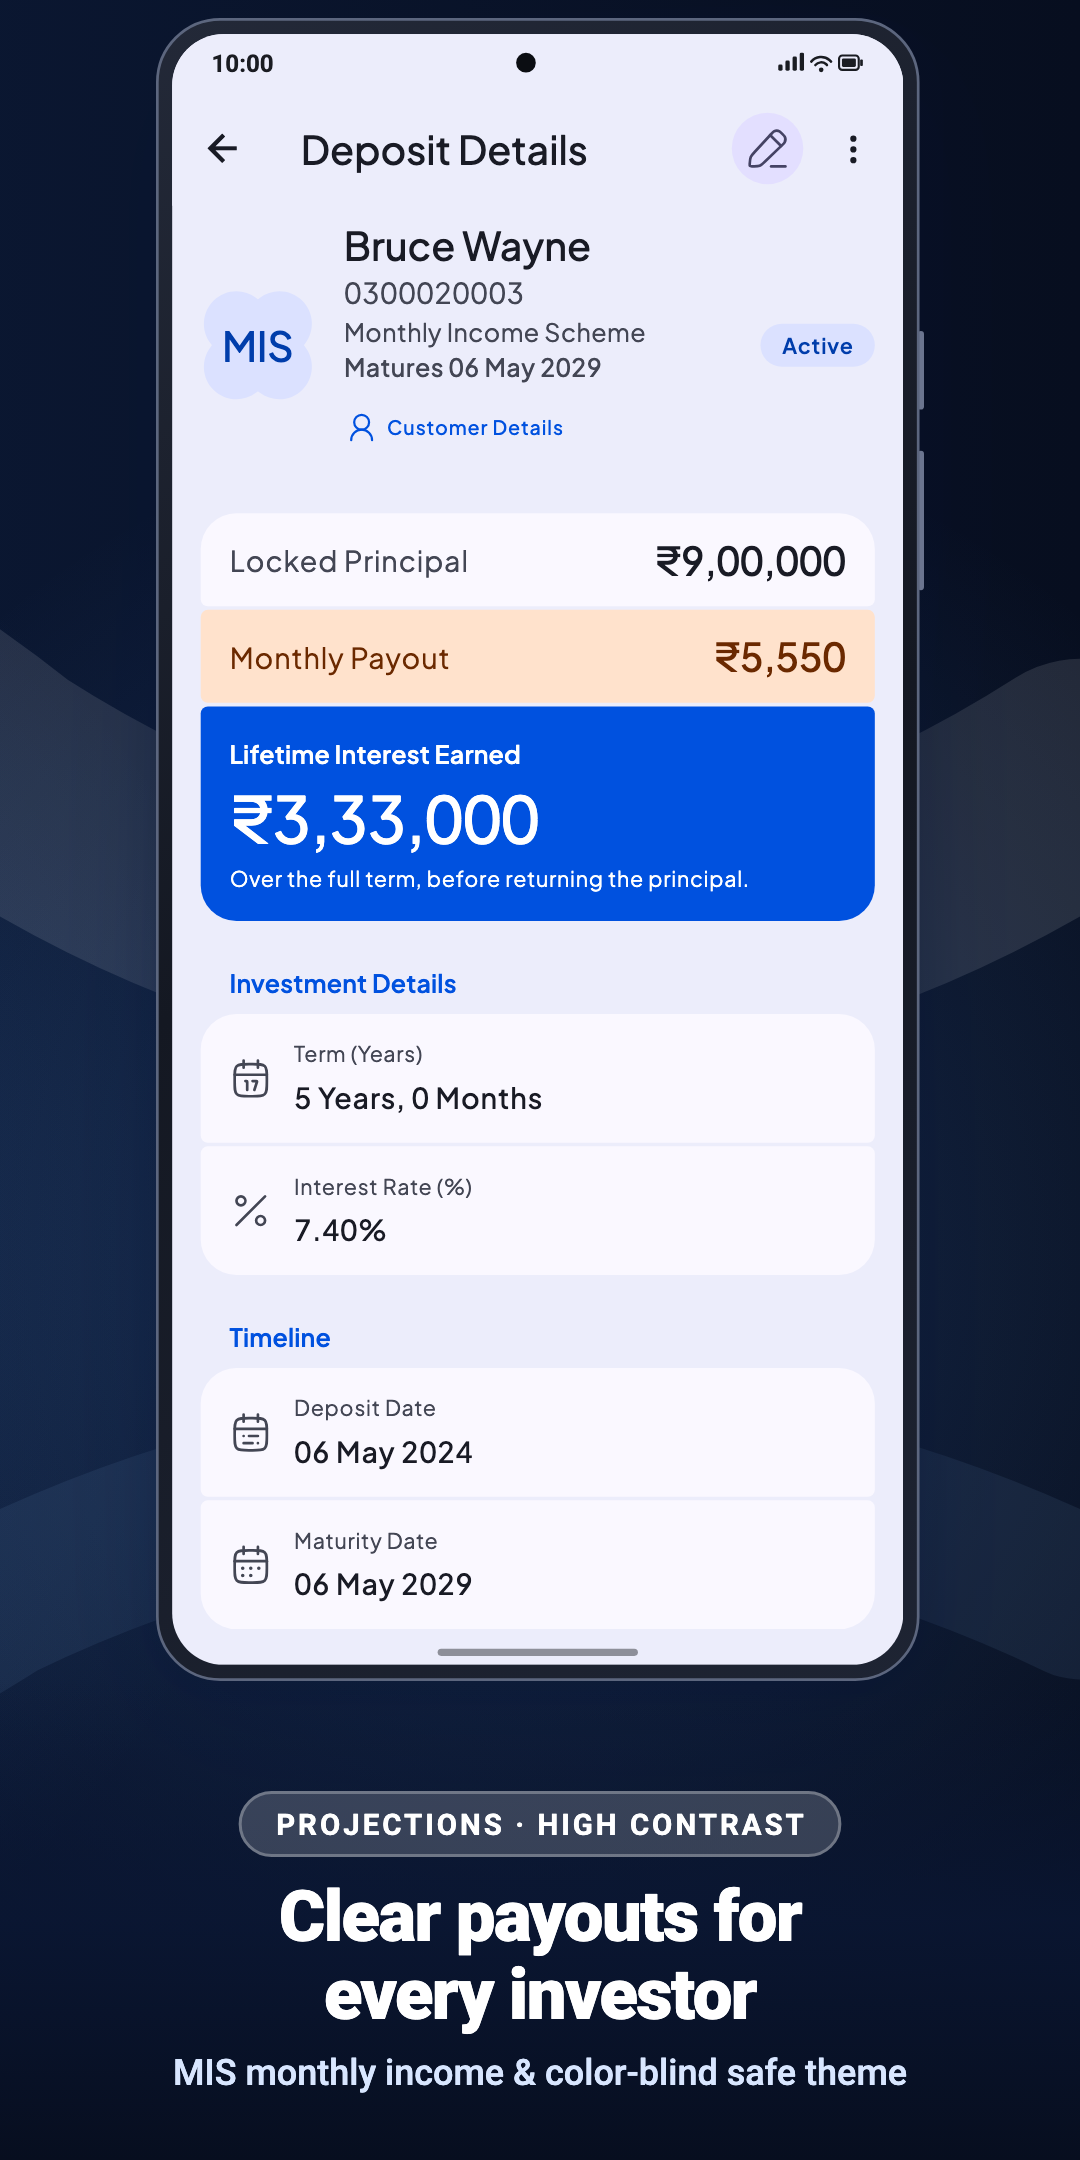 10:00
Deposit Details
Bruce Wayne
0300020003
MIS
Monthly Income Scheme
Active
Matures 06 May 2029
Customer Details
Locked Principal ₹9,00,000
Monthly Payout ₹5,550
Lifetime Interest Earned
₹3,33,000
Over the full term, before returning the principal.
Investment Details
Term (Years)
17
5 Years, 0 Months
Interest Rate (%)
7.40%
Timeline
Deposit Date
06 May 2024
Maturity Date
06 May 2029
PROJECTIONS · HIGH CONTRAST
Clear payouts for
every investor
MIS monthly income & color-blind safe theme